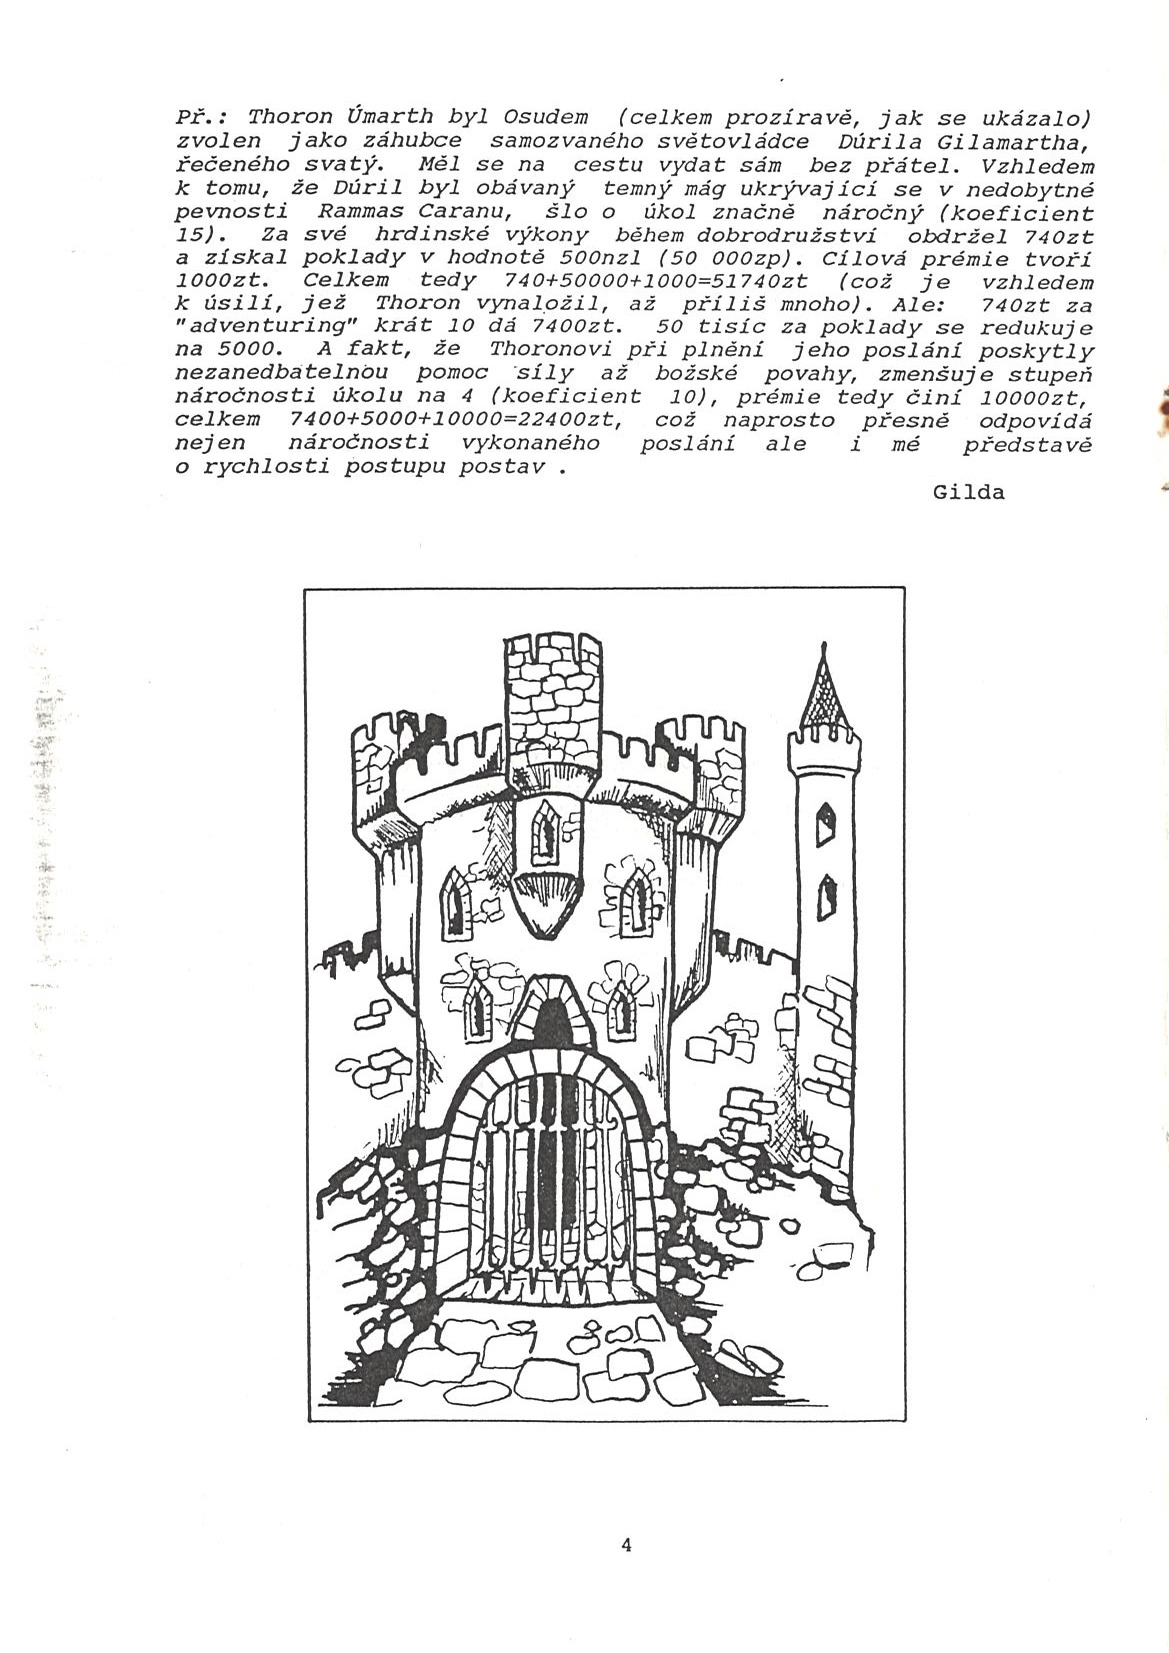 Př.: Thoron Úmarth byl Osudem (celkem prozíravě, jak se ukázalo)
zvolen jako záhubce samozvaného světovládce Dúrila Gilamartha,
řečeného svatý. Měl se na cestu vydat sám bez přátel. Vzhledem
k tomu, že Dúril byl obávaný temný mág ukrývající se v nedobytné
pevnosti Rammas Caranu, šlo o úkol značně náročný (koeficient
15). Za své hrdinské výkony během dobrodružství obdržel 740zt
a získal poklady v hodnotě 500nzl (50 000zp). Cílová prémie tvoří
1000zt. Celkem tedy 740+50000+1000=51740zt (což je vzhledem
k úsilí, jež Thoron vynaložil, až příliš mnoho). Ale: 740zt za
"adventuring" krát 10 dá 7400zt. 50 tisíc za poklady se redukuje
na 5000. A fakt, že Thoronovi při plnění jeho poslání poskytly
nezanedbatelnou pomoc síly až božské povahy, zmenšuje stupeň
náročnosti úkolu na 4 (koeficient 10), prémie tedy činí 10000zt,
celkem 7400+5000+10000=22400zt, což naprosto přesně odpovídá
nejen náročnosti vykonaného poslání ale i mé představě
o rychlosti postupu postav .
Gilda
4